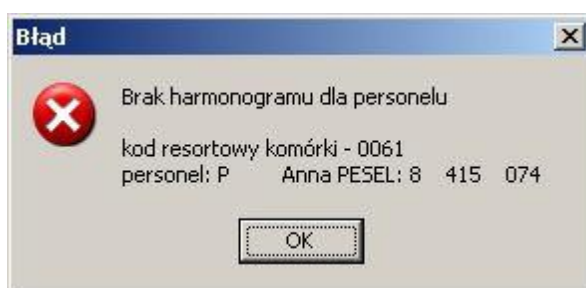 Błąd
Brak harmonogramu dla personelu
kod resortowy komórki - 0061
personel: P Anna PESEL: 8 415 074
OK